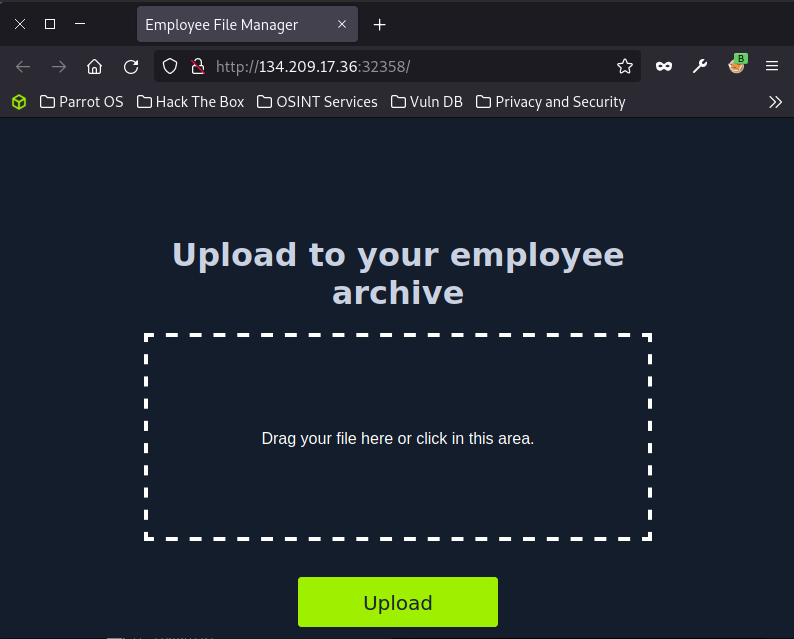 Employee File Manager
http://134.209.17.36:32358/
B
Parrot OS Hack The Box OSINT Services Vuln DB Privacy and Security
Upload to your employee
archive
Drag your file here or click in this area.
Upload